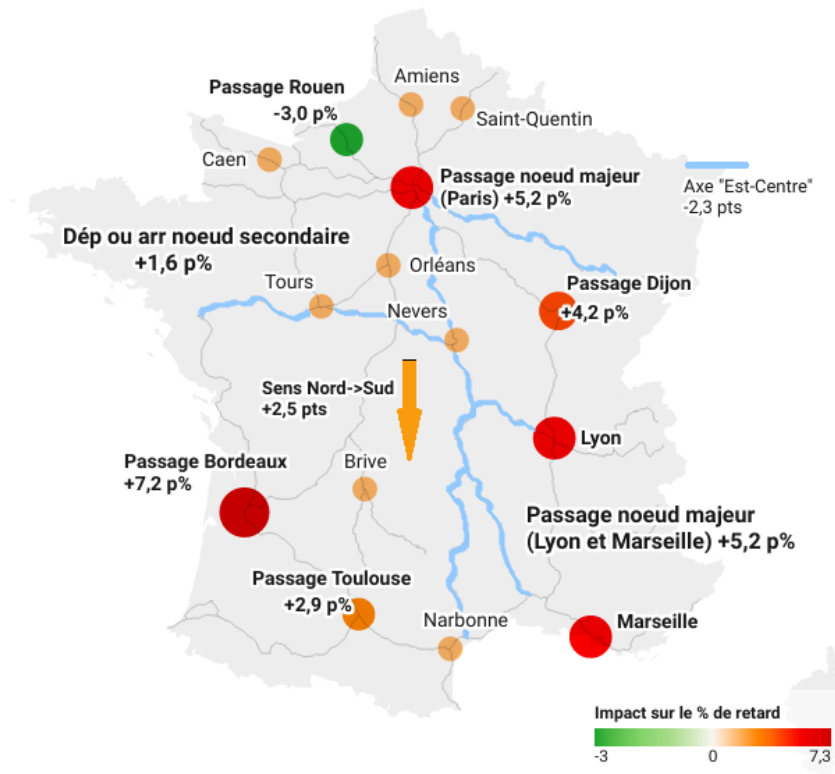 Amiens
Passage Rouen
-3,0 p%
Saint-Quentin
Caen
Passage noeud majeur
(Paris) +5,2 p%
Axe "Est-Centre"
-2,3 pts
Dép ou arr noeud secondaire
+1,6 p%
Orléans
Tours
Passage Dijon
+4,2 p%
Nevers
Sens Nord->Sud
+2,5 pts
Lyon
Passage Bordeaux
+7,2 p%
Brive
Passage noeud majeur
(Lyon et Marseille) +5,2 p%
Passage Toulouse
+2,9 p%
Narbonne
Marseille
Impact sur le % de retard
-3 0 7,3